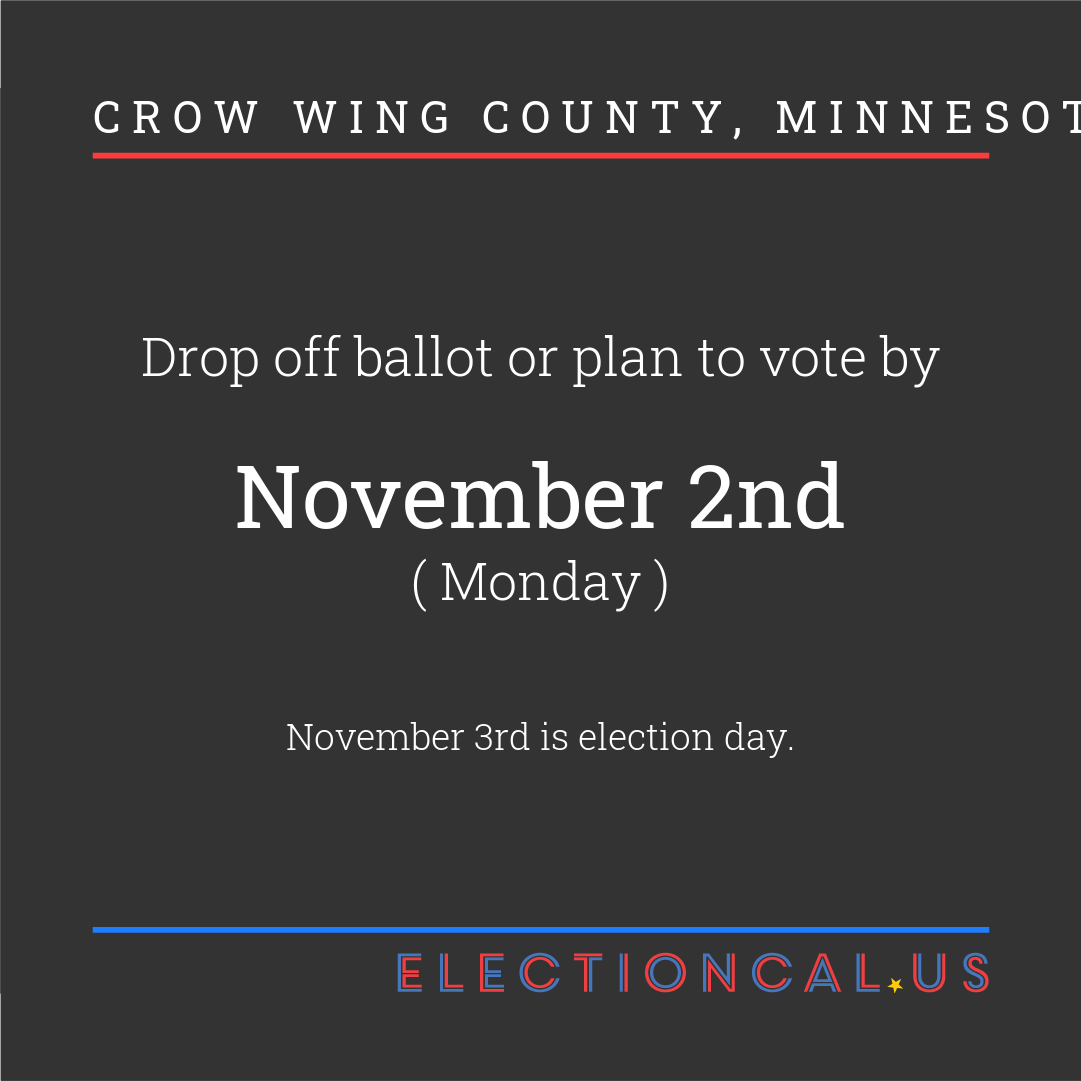 CROW WING COUNTY, MINNESOT
Drop off ballot or plan to vote by
November 2nd
( Monday )
November 3rd is election day.
ELECTIONCAL.US